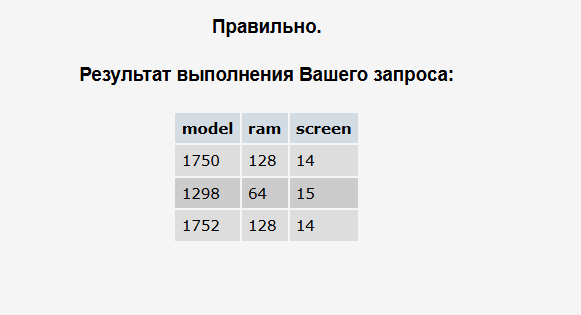 Правильно.
Результат выполнения Вашего запроса:
model ram screen
1750 128 14
1298 64 15
1752 128 14